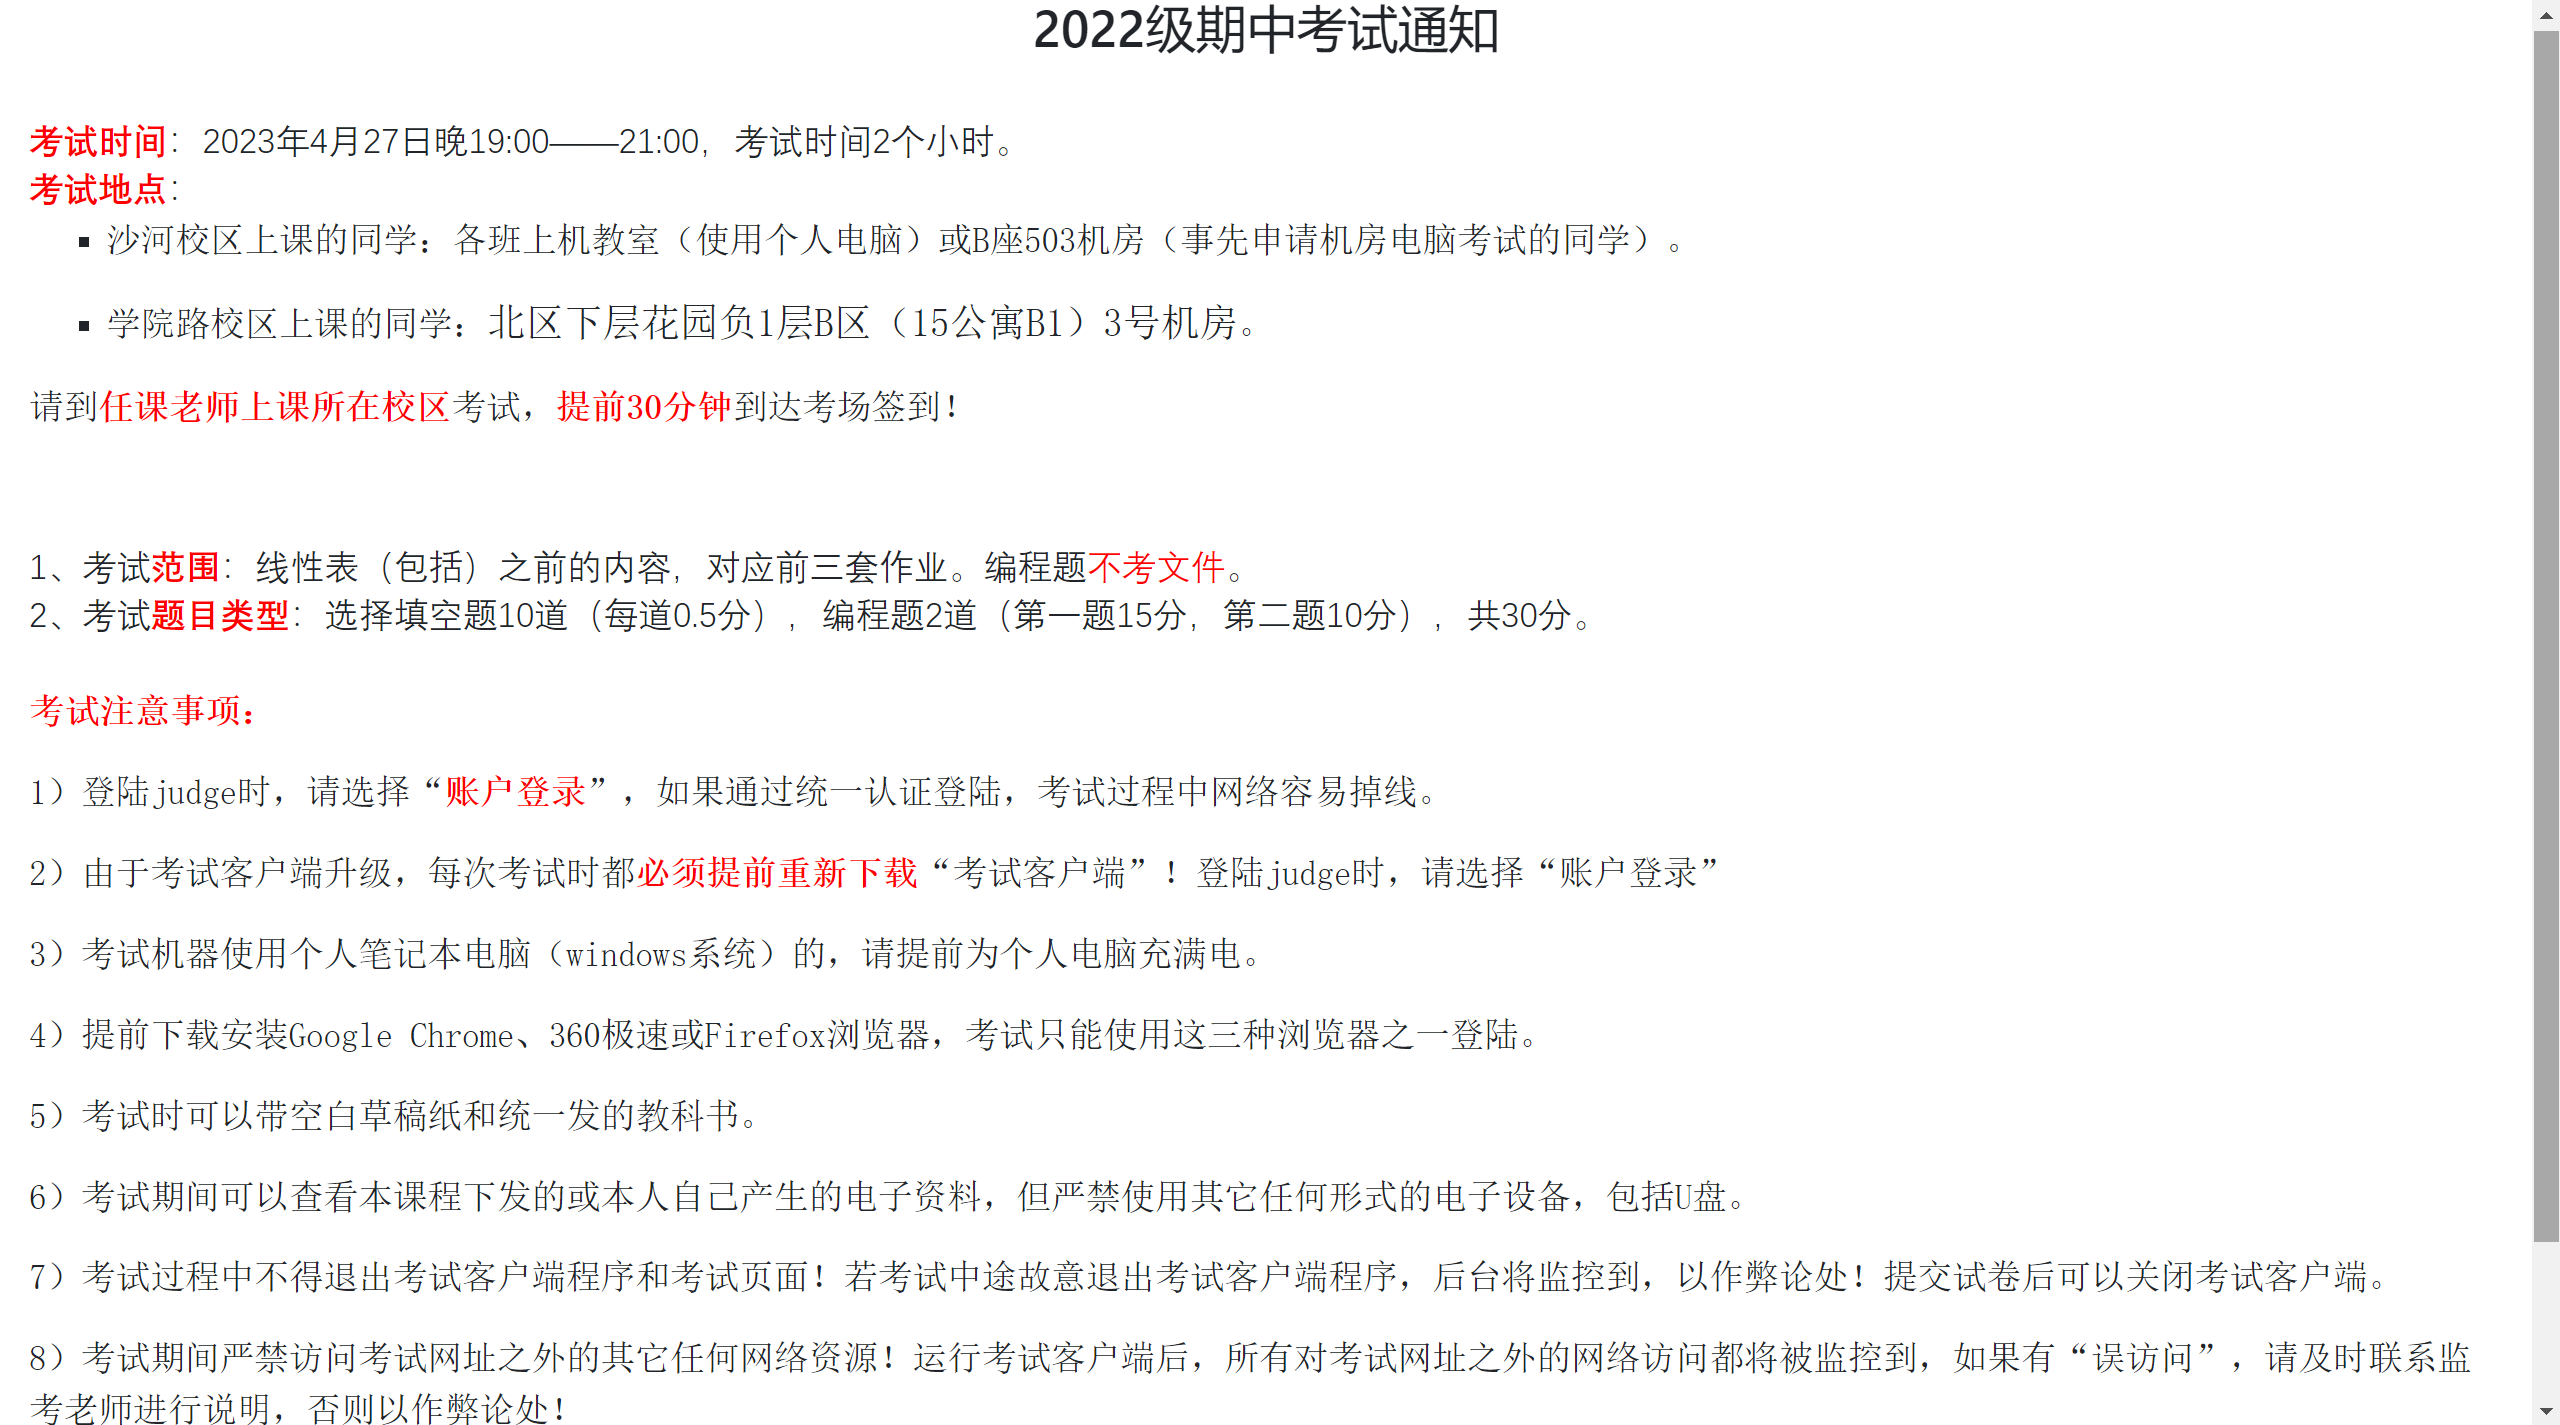 2022级期中考试通知
考试时间：2023年4月27日晚19:00——21:00，考试时间2个小时。
考试地点：
▪ 沙河校区上课的同学：各班上机教室（使用个人电脑）或B座503机房（事先申请机房电脑考试的同学）。
▪ 学院路校区上课的同学：北区下层花园负1层B区（15公寓B1）3号机房。
请到任课老师上课所在校区考试，提前30分钟到达考场签到！
1、考试范围：线性表（包括）之前的内容，对应前三套作业。编程题不考文件。
2、考试题目类型：选择填空题10道（每道0.5分），编程题2道（第一题15分，第二题10分），共30分。
考试注意事项：
1）登陆judge时，请选择“账户登录”，如果通过统一认证登陆，考试过程中网络容易掉线。
2）由于考试客户端升级，每次考试时都必须提前重新下载“考试客户端”！登陆judge时，请选择“账户登录”
3）考试机器使用个人笔记本电脑（windows系统）的，请提前为个人电脑充满电。
4）提前下载安装Google Chrome、360极速或Firefox浏览器，考试只能使用这三种浏览器之一登陆。
5）考试时可以带空白草稿纸和统一发的教科书。
6）考试期间可以查看本课程下发的或本人自己产生的电子资料，但严禁使用其它任何形式的电子设备，包括U盘。
7）考试过程中不得退出考试客户端程序和考试页面！若考试中途故意退出考试客户端程序，后台将监控到，以作弊论处！提交试卷后可以关闭考试客户端。
8）考试期间严禁访问考试网址之外的其它任何网络资源！运行考试客户端后，所有对考试网址之外的网络访问都将被监控到，如果有“误访问”，请及时联系监
考老师进行说明，否则以作弊论处！